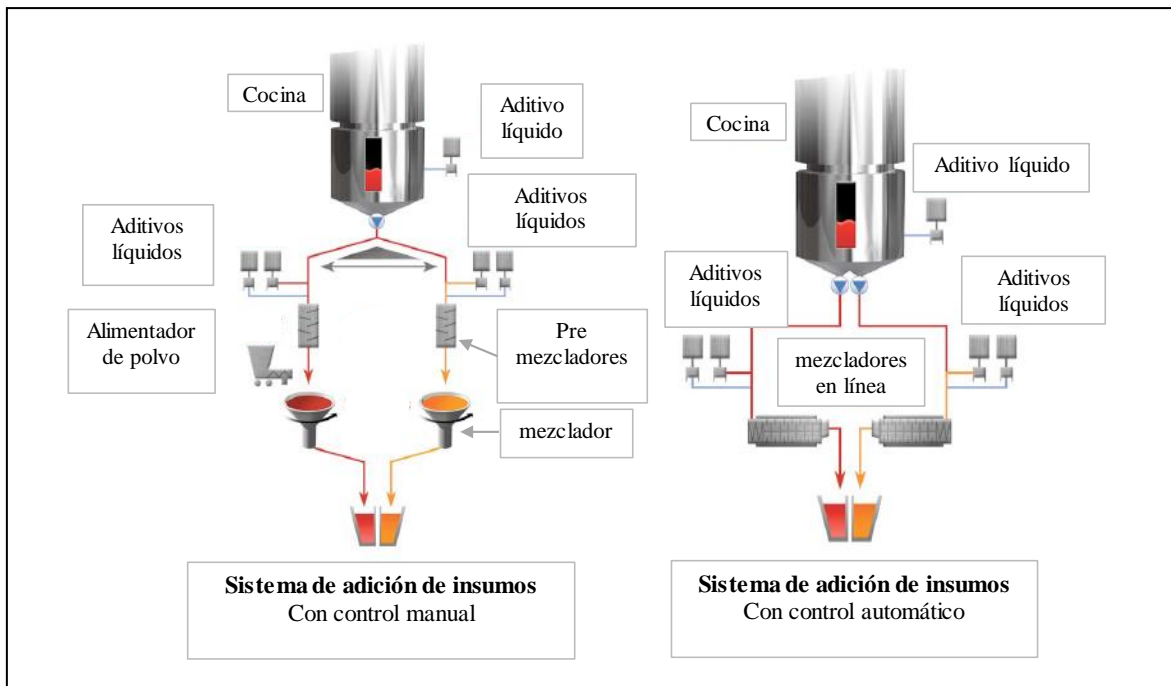 Cocina
Aditivo
líquido
Aditivos
líquidos
Aditivos
líquidos
Alimentador
de polvo
Pre
mezcladores
mezclador
Sistema de adición de insumos
Con control manual
Cocina
Aditivo líquido
Aditivos
líquidos
Aditivos
líquidos
mezcladores
en línea
Sistema de adición de insumos
Con control automático